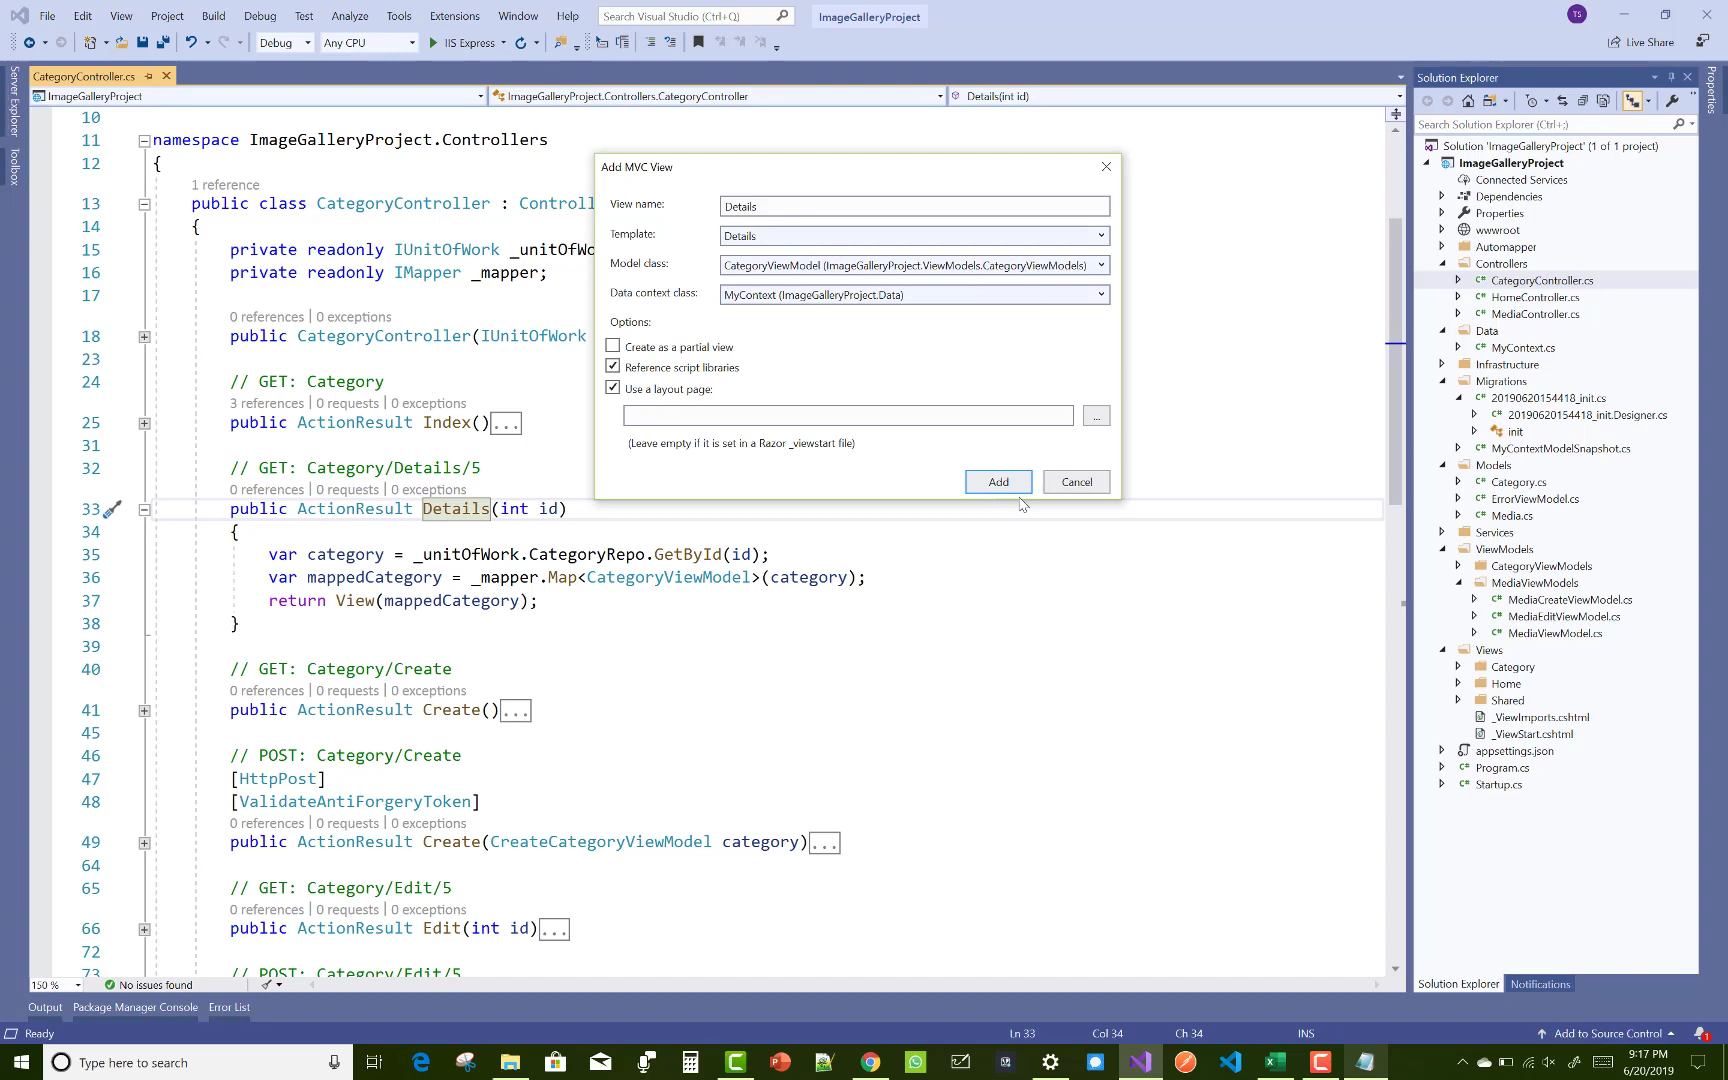 File Edit View Project Build Debug Test Analyze Tools Extensions Window Help Search Visual Studio (Ctrl+Q) ImageGalleryProject TS
Debug Any CPU IIS Express Live Share
Server Explorer
Toolbox
CategoryController.cs
ImageGalleryProject ImageGalleryProject.Controllers.CategoryController Details(int id)
10
11 namespace ImageGalleryProject.Controllers
12 {
1 reference
13 public class CategoryController : Controll
14 {
15 private readonly IUnitOfWork _unitOfWo
16 private readonly IMapper _mapper;
17
0 references | 0 exceptions
18 public CategoryController(IUnitOfWork
23
24 // GET: Category
3 references | 0 requests | 0 exceptions
25 public ActionResult Index()...
31
32 // GET: Category/Details/5
0 references | 0 requests | 0 exceptions
33 public ActionResult Details(int id)
34 {
35 var category = _unitOfWork.CategoryRepo.GetById(id);
36 var mappedCategory = _mapper.Map<CategoryViewModel>(category);
37 return View(mappedCategory);
38 }
39
40 // GET: Category/Create
0 references | 0 requests | 0 exceptions
41 public ActionResult Create()...
45
46 // POST: Category/Create
47 [HttpPost]
48 [ValidateAntiForgeryToken]
0 references | 0 requests | 0 exceptions
49 public ActionResult Create(CreateCategoryViewModel category)...
64
65 // GET: Category/Edit/5
0 references | 0 requests | 0 exceptions
66 public ActionResult Edit(int id)...
72
73 // POST: Category/Edit/5
Add MVC View
View name: Details
Template: Details
Model class: CategoryViewModel (ImageGalleryProject.ViewModels.CategoryViewModels)
Data context class: MyContext (ImageGalleryProject.Data)
Options:
Create as a partial view
Reference script libraries
Use a layout page:
...
(Leave empty if it is set in a Razor _viewstart file)
Add Cancel
Solution Explorer
Search Solution Explorer (Ctrl+;)
Solution 'ImageGalleryProject' (1 of 1 project)
ImageGalleryProject
Connected Services
Dependencies
Properties
wwwroot
Automapper
Controllers
C# CategoryController.cs
C# HomeController.cs
C# MediaController.cs
Data
C# MyContext.cs
Infrastructure
Migrations
C# 20190620154418_init.cs
C# 20190620154418_init.Designer.cs
init
C# MyContextModelSnapshot.cs
Models
C# Category.cs
C# ErrorViewModel.cs
C# Media.cs
Services
ViewModels
CategoryViewModels
MediaViewModels
C# MediaCreateViewModel.cs
C# MediaEditViewModel.cs
C# MediaViewModel.cs
Views
Category
Home
Shared
_ViewImports.cshtml
_ViewStart.cshtml
appsettings.json
C# Program.cs
C# Startup.cs
Properties
150 % No issues found
Solution Explorer Notifications
Output Package Manager Console Error List
Ready Ln 33 Col 34 Ch 34 INS Add to Source Control 1
Type here to search
9:17 PM
6/20/2019